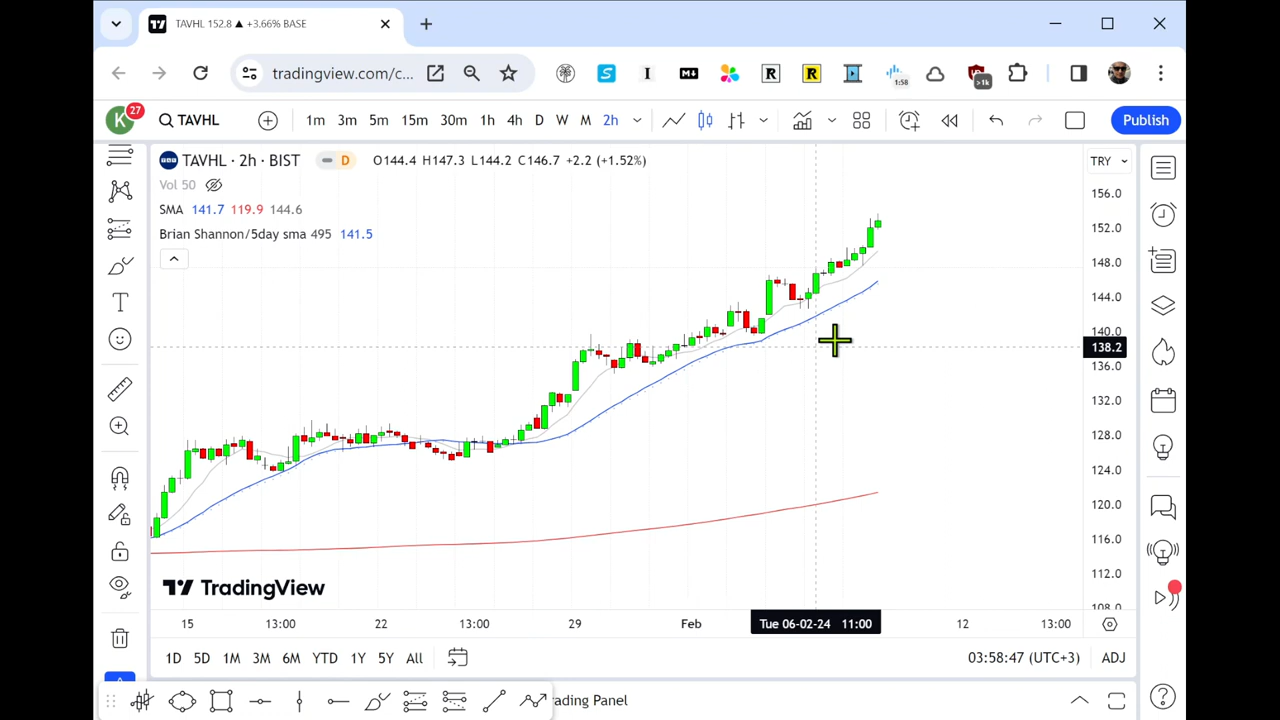 TAVHL 152.8 ▲ +3.66% BASE
tradingview.com/c...
1:58
>1k
K 27 TAVHL 1m 3m 5m 15m 30m 1h 4h D W M 2h Publish
TAVHL · 2h · BIST D O144.4 H147.3 L144.2 C146.7 +2.2 (+1.52%) TRY
Vol 50
SMA 141.7 119.9 144.6
Brian Shannon/5day sma 495 141.5
156.0
152.0
148.0
144.0
140.0
138.2
136.0
132.0
128.0
124.0
120.0
116.0
112.0
108.0
TradingView
15 13:00 22 13:00 29 Feb Tue 06-02-24 11:00 12 13:00
1D 5D 1M 3M 6M YTD 1Y 5Y All 03:58:47 (UTC+3) ADJ
ading Panel